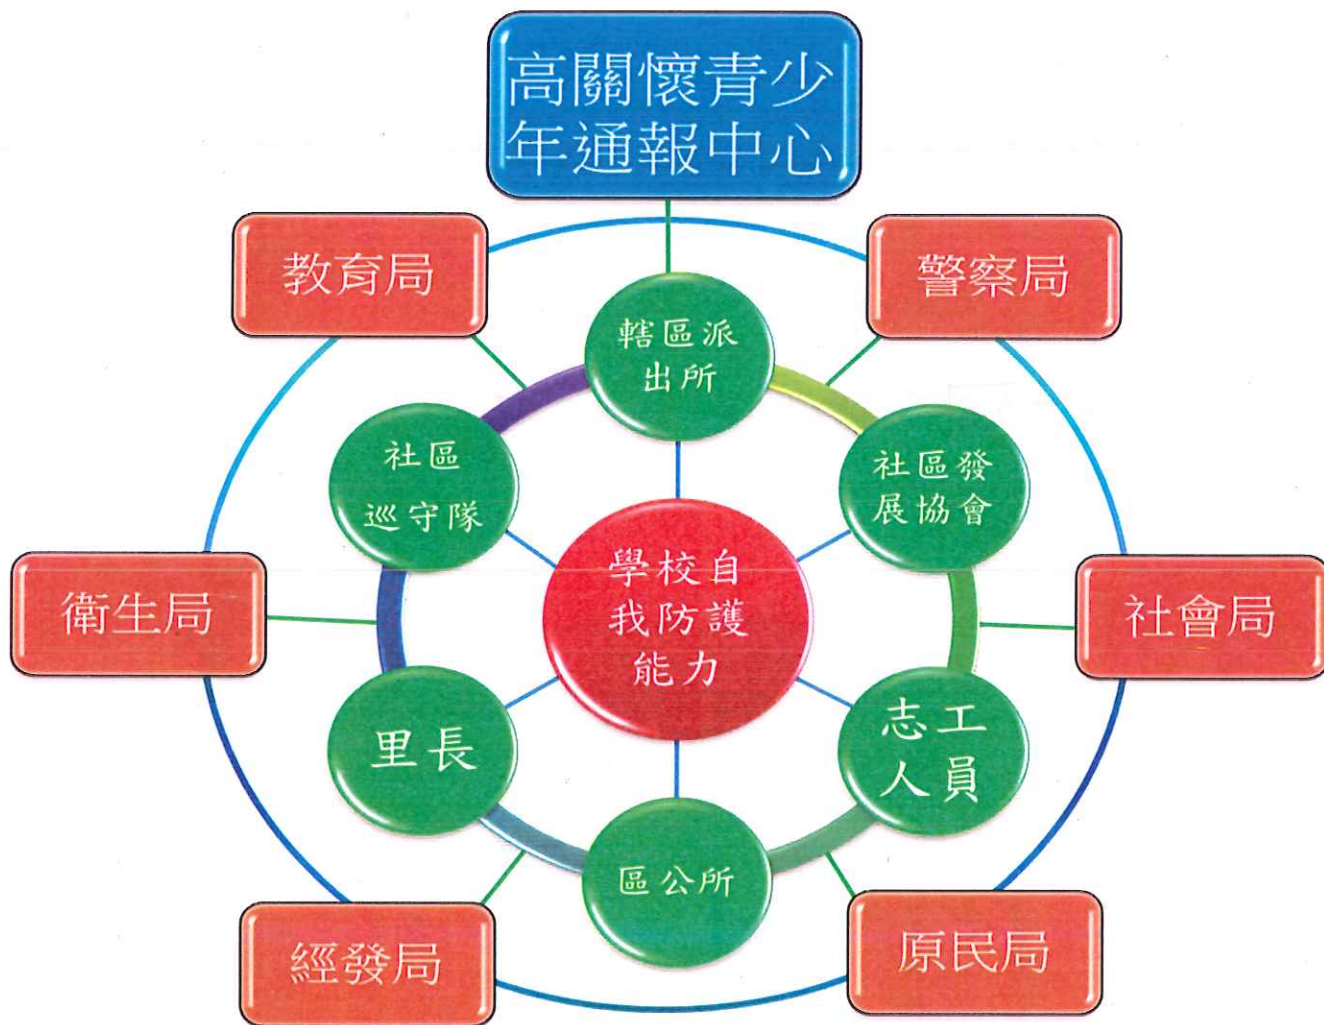 高關懷青少
年通報中心
教育局
警察局
轄區派
出所
社區
巡守隊
社區發
展協會
衛生局
學校自
我防護
能力
社會局
里長
志工
人員
區公所
經發局
原民局